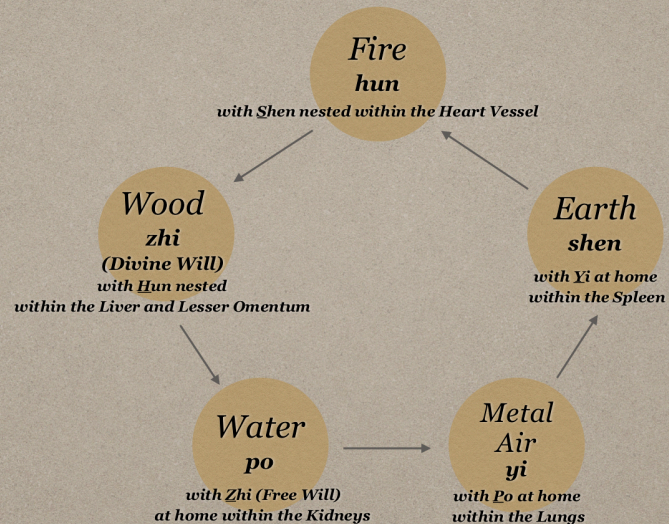 Fire
hun
with Shen nested within the Heart Vessel
Wood
zhi
(Divine Will)
with Hun nested
within the Liver and Lesser Omentum
Earth
shen
with Yi at home
within the Spleen
Water
po
with Zhi (Free Will)
at home within the Kidneys
Metal
Air
yi
with Po at home
within the Lungs